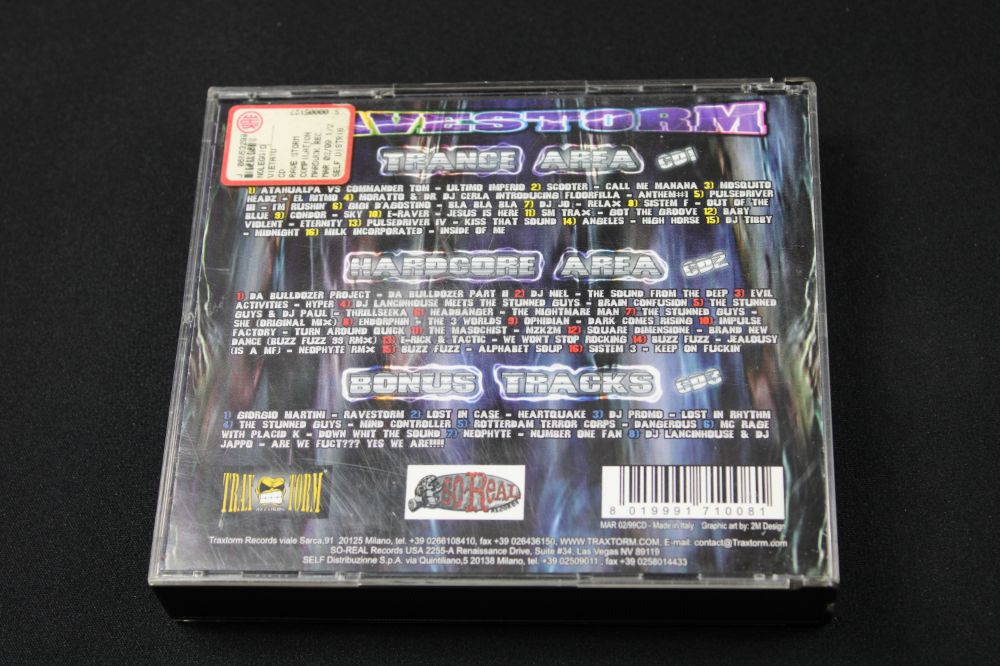 AVESTORM
NOLEGGIO
VIETATO
CD
RAVE STORM
COMPILATION
SELF DISTRIB
TRANCE AREA CD1
1) ATAHUALPA VS COMMANDER TOM - ULTIMO IMPERIO 2) SCOOTER - CALL ME MANANA 3) MOSQUITO
HEADZ - EL RITMO 4) MORATTO & DR DJ CERLA INTRODUCING FLOORFILLA - ANTHEM#1 5) PULSEDRIVER
- I'M RUSHIN' 6) GIGI D'AGOSTINO - BLA BLA BLA 7) DJ JO - RELAX 8) SISTEM F - OUT OF THE
BLUE 9) CONDOR - SKY 10) E-RAVER - JESUS IS HERE 11) SM TRAX - GOT THE GROOVE 12) BABY
VIOLENT - ETERNITY 13) PULSEDRIVER IV - KISS THAT SOUND 14) ANGELES - HIGH HORSE 15) DJ TIBBY
- MIDNIGHT 16) MILK INCORPORATED - INSIDE OF ME
HARDCORE AREA CD2
1) DA BULLDOZER PROJECT - DA BULLDOZER PART II 2) DJ NIEL - THE SOUND FROM THE DEEP 3) EVIL
ACTIVITIES - HYPER 4) DJ LANCINHOUSE MEETS THE STUNNED GUYS - BRAIN CONFUSION 5) THE STUNNED
GUYS & DJ PAUL - THRILLSEEKA 6) HEADBANGER - THE NIGHTMARE MAN 7) THE STUNNED GUYS -
SHE (ORIGINAL MIX) 8) ENDORPHIN - THE 3 WORLDS 9) OPHIDIAN - DARK COMES RISING 10) IMPULSE
FACTORY - TURN AROUND QUICK 11) THE MASOCHIST - MZKZM 12) SQUARE DIMENSIONE - BRAND NEW
DANCE (BUZZ FUZZ 99 RMX) 13) E-RICK & TACTIC - WE WON'T STOP ROCKING 14) BUZZ FUZZ - JEALOUSY
(IS A MF) - NEOPHYTE RMX 15) BUZZ FUZZ - ALPHABET SOUP 16) SISTEM 3 - KEEP ON FUCKIN'
BONUS TRACKS CD3
1) GIORGIO MARTINI - RAVESTORM 2) LOST IN CASE - HEARTQUAKE 3) DJ PROMO - LOST IN RHYTHM
4) THE STUNNED GUYS - MIND CONTROLLER 5) ROTTERDAM TERROR CORPS - DANGEROUS 6) MC RAGE
WITH PLACID K - DOWN WHIT THE SOUND 7) NEOPHYTE - NUMBER ONE FAN 8) DJ LANCINHOUSE & DJ
JAPPO - ARE WE FUCT??? YES WE ARE!!!!
TRAXTORM
RECORDS
SO-REAL
RECORDS
8 019991 710081
MAR 02/99CD - Made in Italy Graphic art by: 2M Design
Traxtorm Records viale Sarca,91 20125 Milano, tel. +39 0266108410, fax +39 026436150, WWW.TRAXTORM.COM, E-mail: contact@Traxtorm.com
SO-REAL Records USA 2255-A Renaissance Drive, Suite #34, Las Vegas NV 89119
SELF Distribuzione S.p.A. via Quintiliano,5 20138 Milano, tel. +39 02509011, fax +39 0258014433